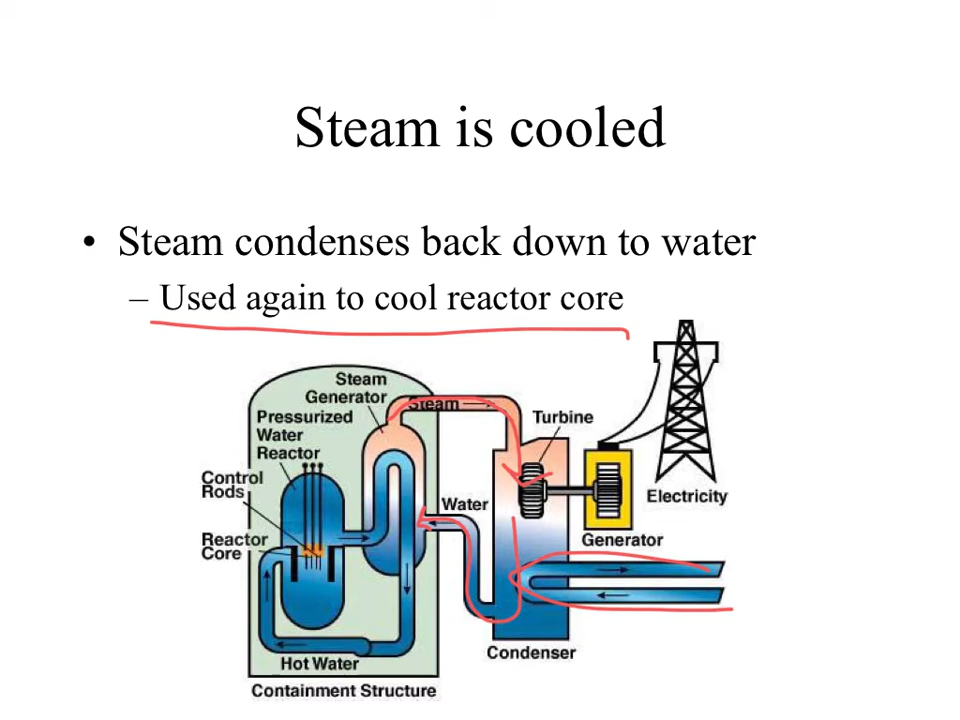 Steam is cooled
• Steam condenses back down to water
– Used again to cool reactor core
Steam
Generator
Steam
Pressurized
Water
Reactor
Turbine
Control
Rods
Water
Electricity
Reactor
Core
Generator
Condenser
Hot Water
Containment Structure